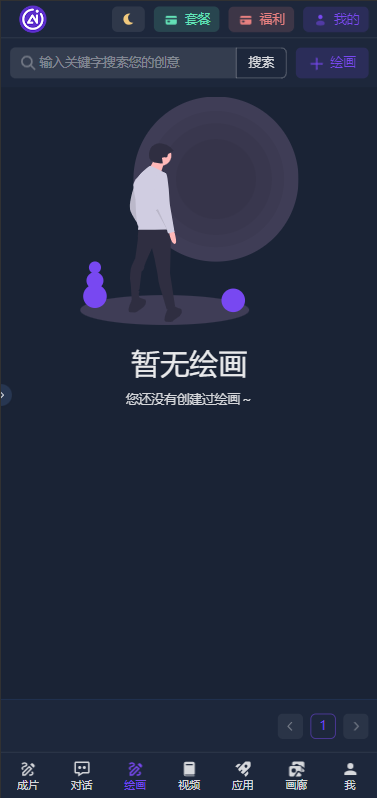 套餐 福利 我的
输入关键字搜索您的创意 搜索 绘画
暂无绘画
您还没有创建过绘画~
1
成片 对话 绘画 视频 应用 画廊 我